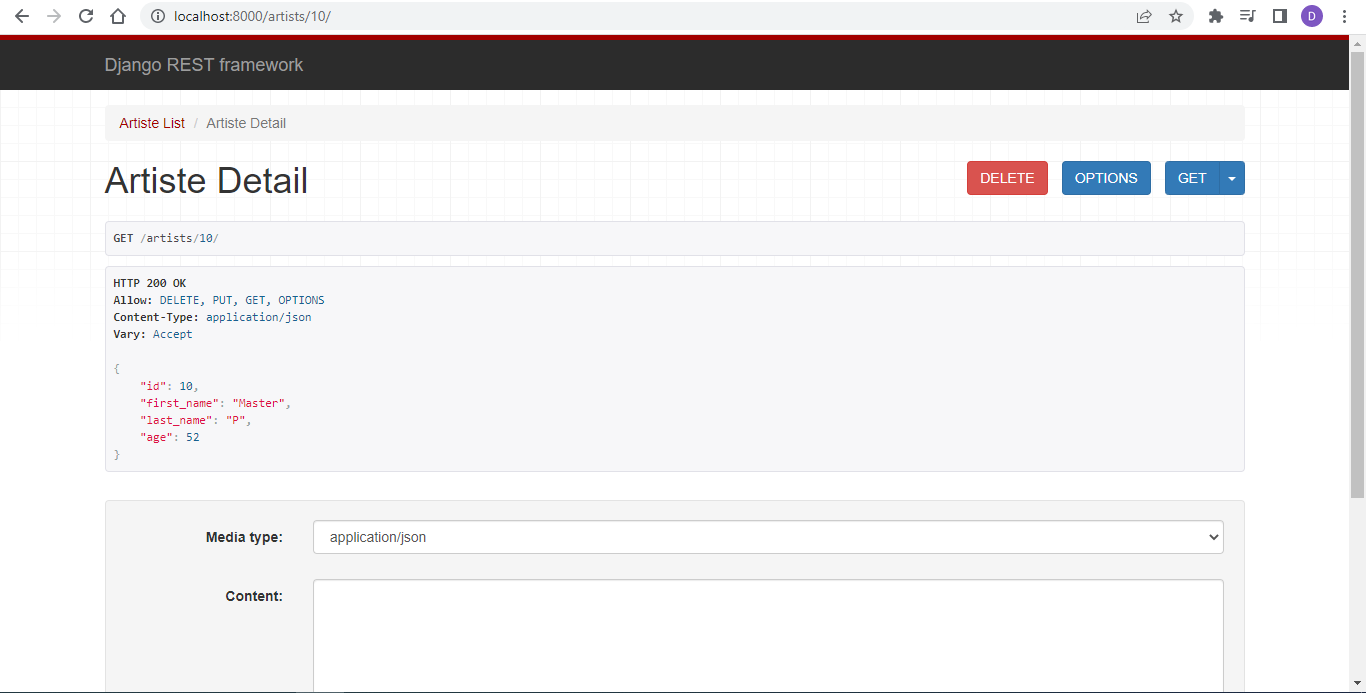 localhost:8000/artists/10/
D
Django REST framework
Artiste List / Artiste Detail
Artiste Detail
DELETE OPTIONS GET
GET /artists/10/
HTTP 200 OK
Allow: DELETE, PUT, GET, OPTIONS
Content-Type: application/json
Vary: Accept
{
"id": 10,
"first_name": "Master",
"last_name": "P",
"age": 52
}
Media type: application/json
Content: